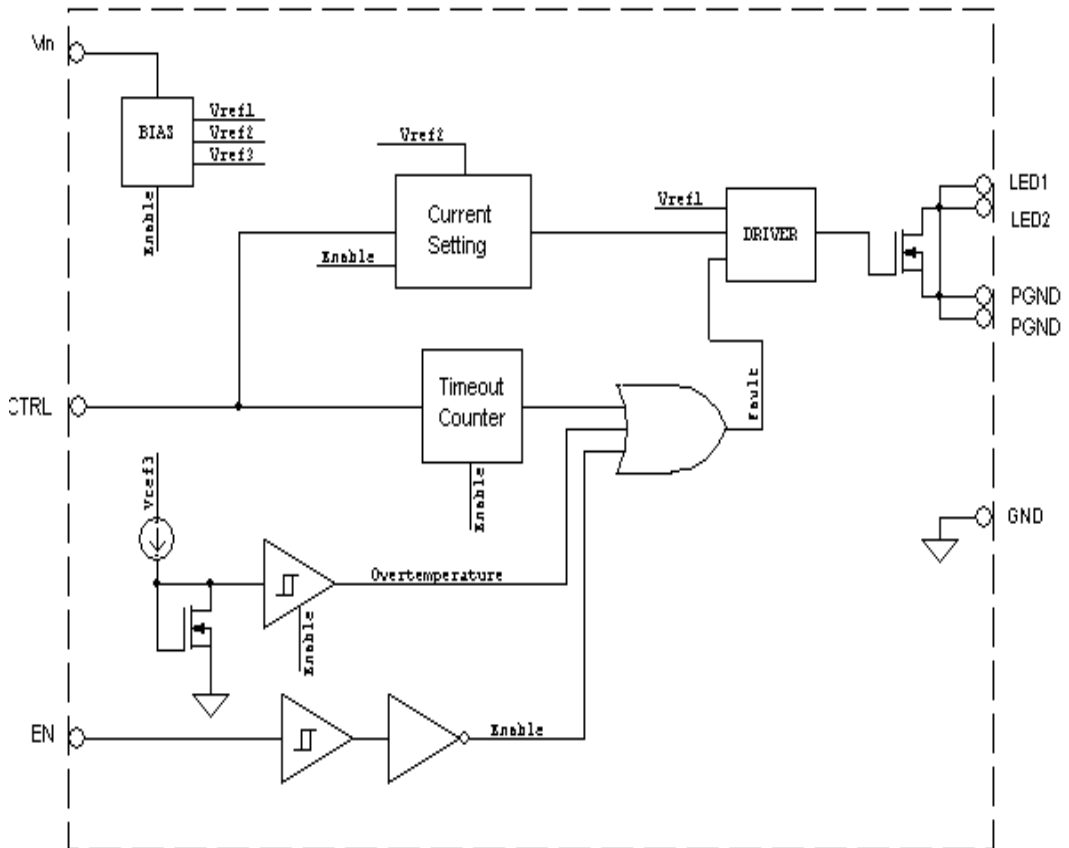 VIn
BIAS
Vref1
Vref2
Vref3
Enable
Vref2
Current
Setting
Enable
Vref1
DRIVER
LED1
LED2
PGND
PGND
CTRL
Timeout
Counter
Enable
Fault
Vref3
GND
Overtemperature
Enable
EN
Enable